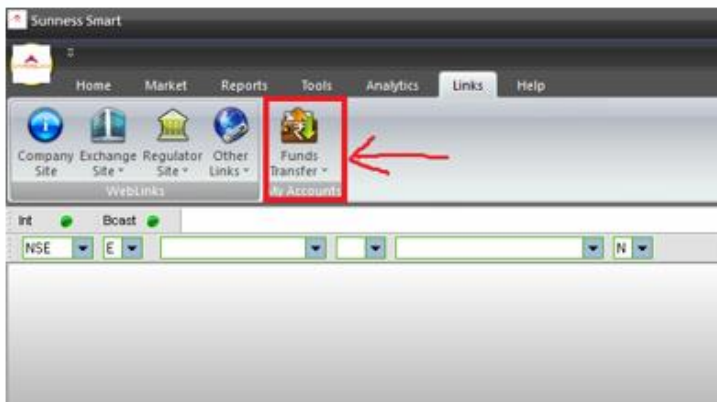 Sunness Smart
Home Market Reports Tools Analytics Links Help
Company Site Exchange Site Regulator Site Other Links Funds Transfer
WebLinks My Accounts
Int Bcast
NSE E N